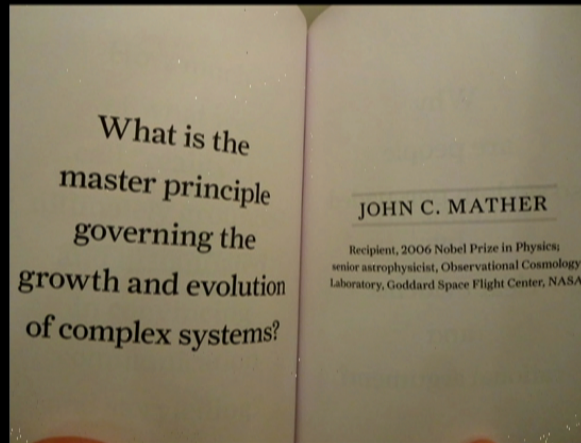 What is the
master principle
governing the
growth and evolution
of complex systems?
JOHN C. MATHER
Recipient, 2006 Nobel Prize in Physics;
senior astrophysicist, Observational Cosmology
Laboratory, Goddard Space Flight Center, NASA